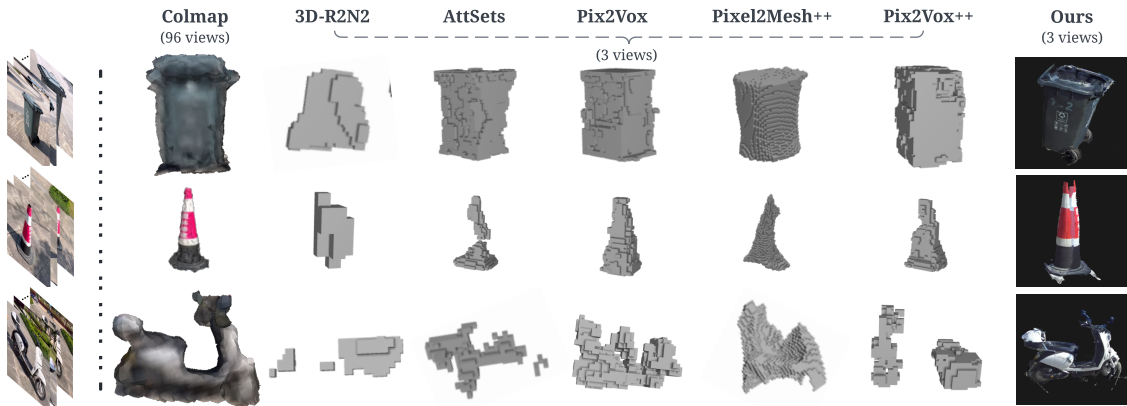 Colmap
(96 views)
3D-R2N2
AttSets
Pix2Vox
Pixel2Mesh++
Pix2Vox++
(3 views)
Ours
(3 views)